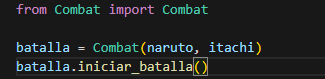 from Combat import Combat
batalla = Combat(naruto, itachi)
batalla.iniciar_batalla()